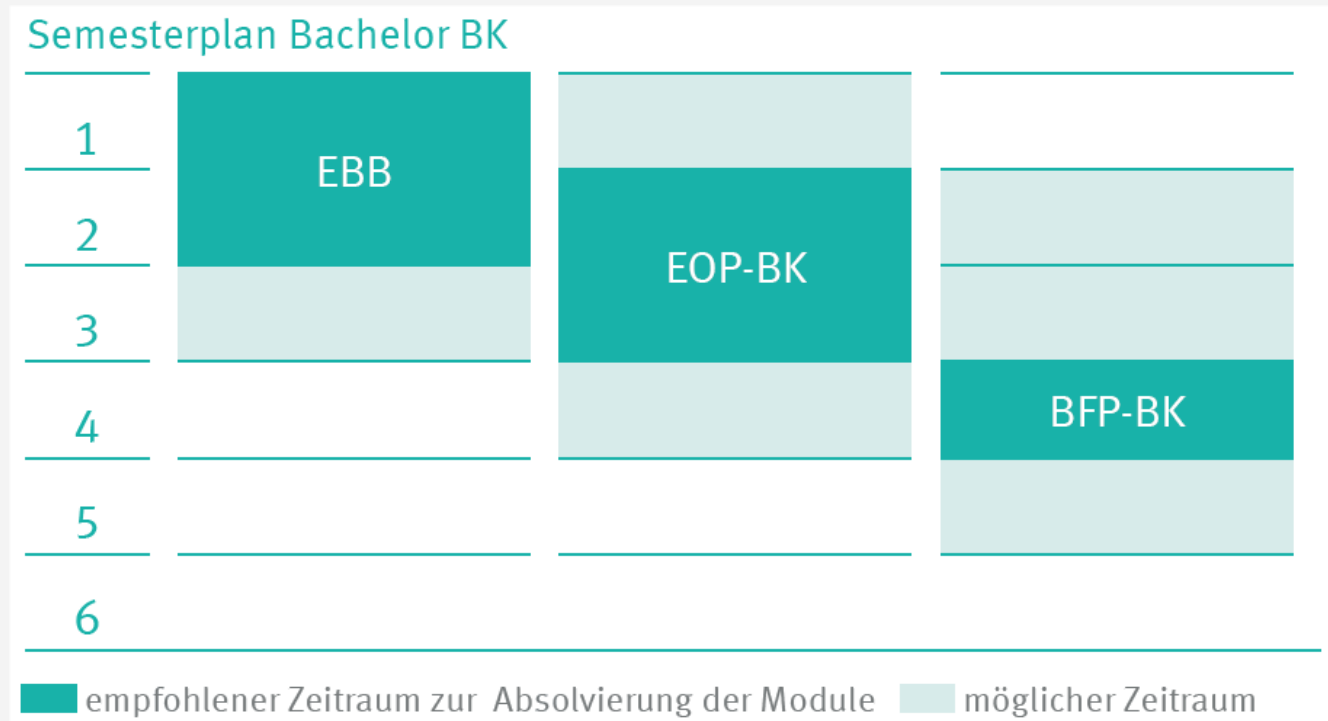 Semesterplan Bachelor BK
1
EBB
2
EOP-BK
3
4
BFP-BK
5
6
empfohlener Zeitraum zur Absolvierung der Module
möglicher Zeitraum